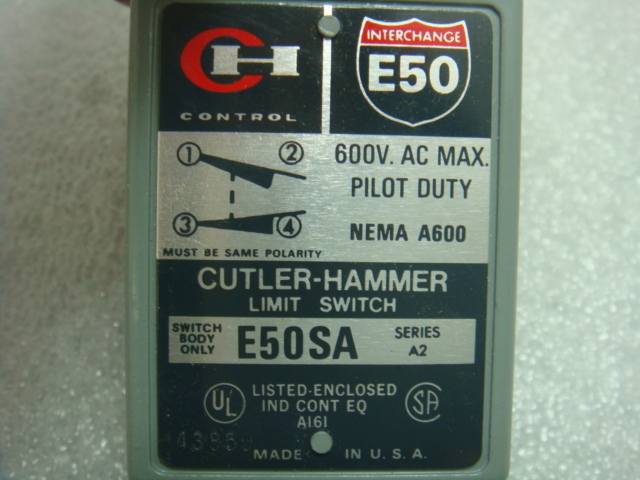 CH
CONTROL
INTERCHANGE
E50
1 2
3 4
MUST BE SAME POLARITY
600V. AC MAX.
PILOT DUTY
NEMA A600
CUTLER-HAMMER
LIMIT SWITCH
SWITCH
BODY
ONLY
E50SA
SERIES
A2
UL
LISTED-ENCLOSED
IND CONT EQ
A161
SA
MADE IN U.S.A.